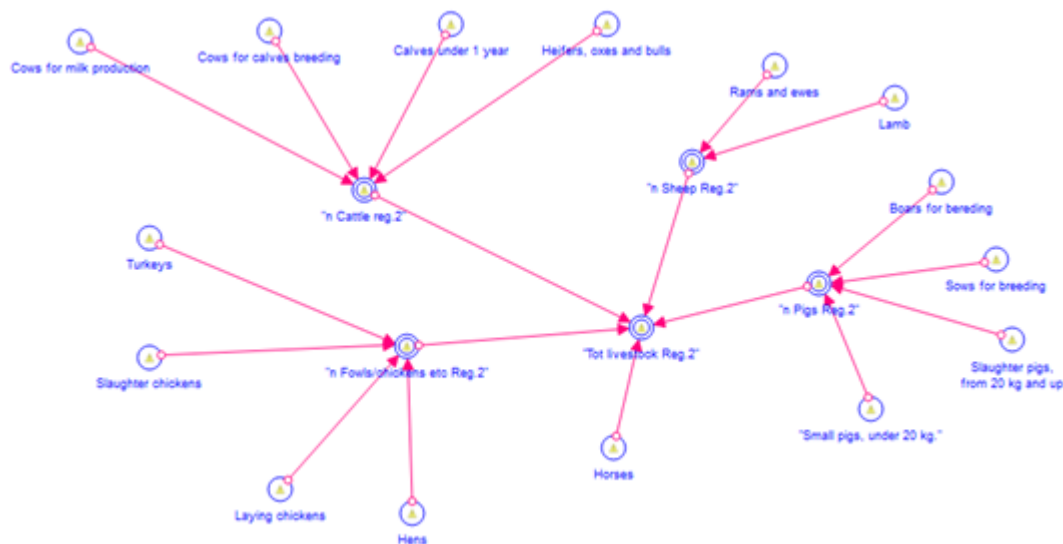 Cows for milk production
Cows for calves breeding
Calves under 1 year
Heifers, oxes and bulls
Rams and ewes
Lamb
"n Cattle reg.2"
"n Sheep Reg.2"
Boars for bereding
Turkeys
Sows for breeding
"n Pigs Reg.2"
Slaughter chickens
"n Fowls/chickens etc Reg.2"
"Tot livestock Reg.2"
Slaughter pigs,
from 20 kg and up
"Small pigs, under 20 kg."
Horses
Laying chickens
Hens